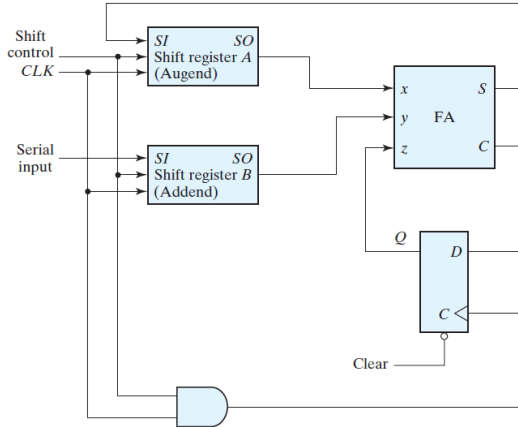 Shift
control
CLK
SI SO
Shift register A
(Augend)
Serial
input
SI SO
Shift register B
(Addend)
x S
y FA
z C
Q
D
C
Clear